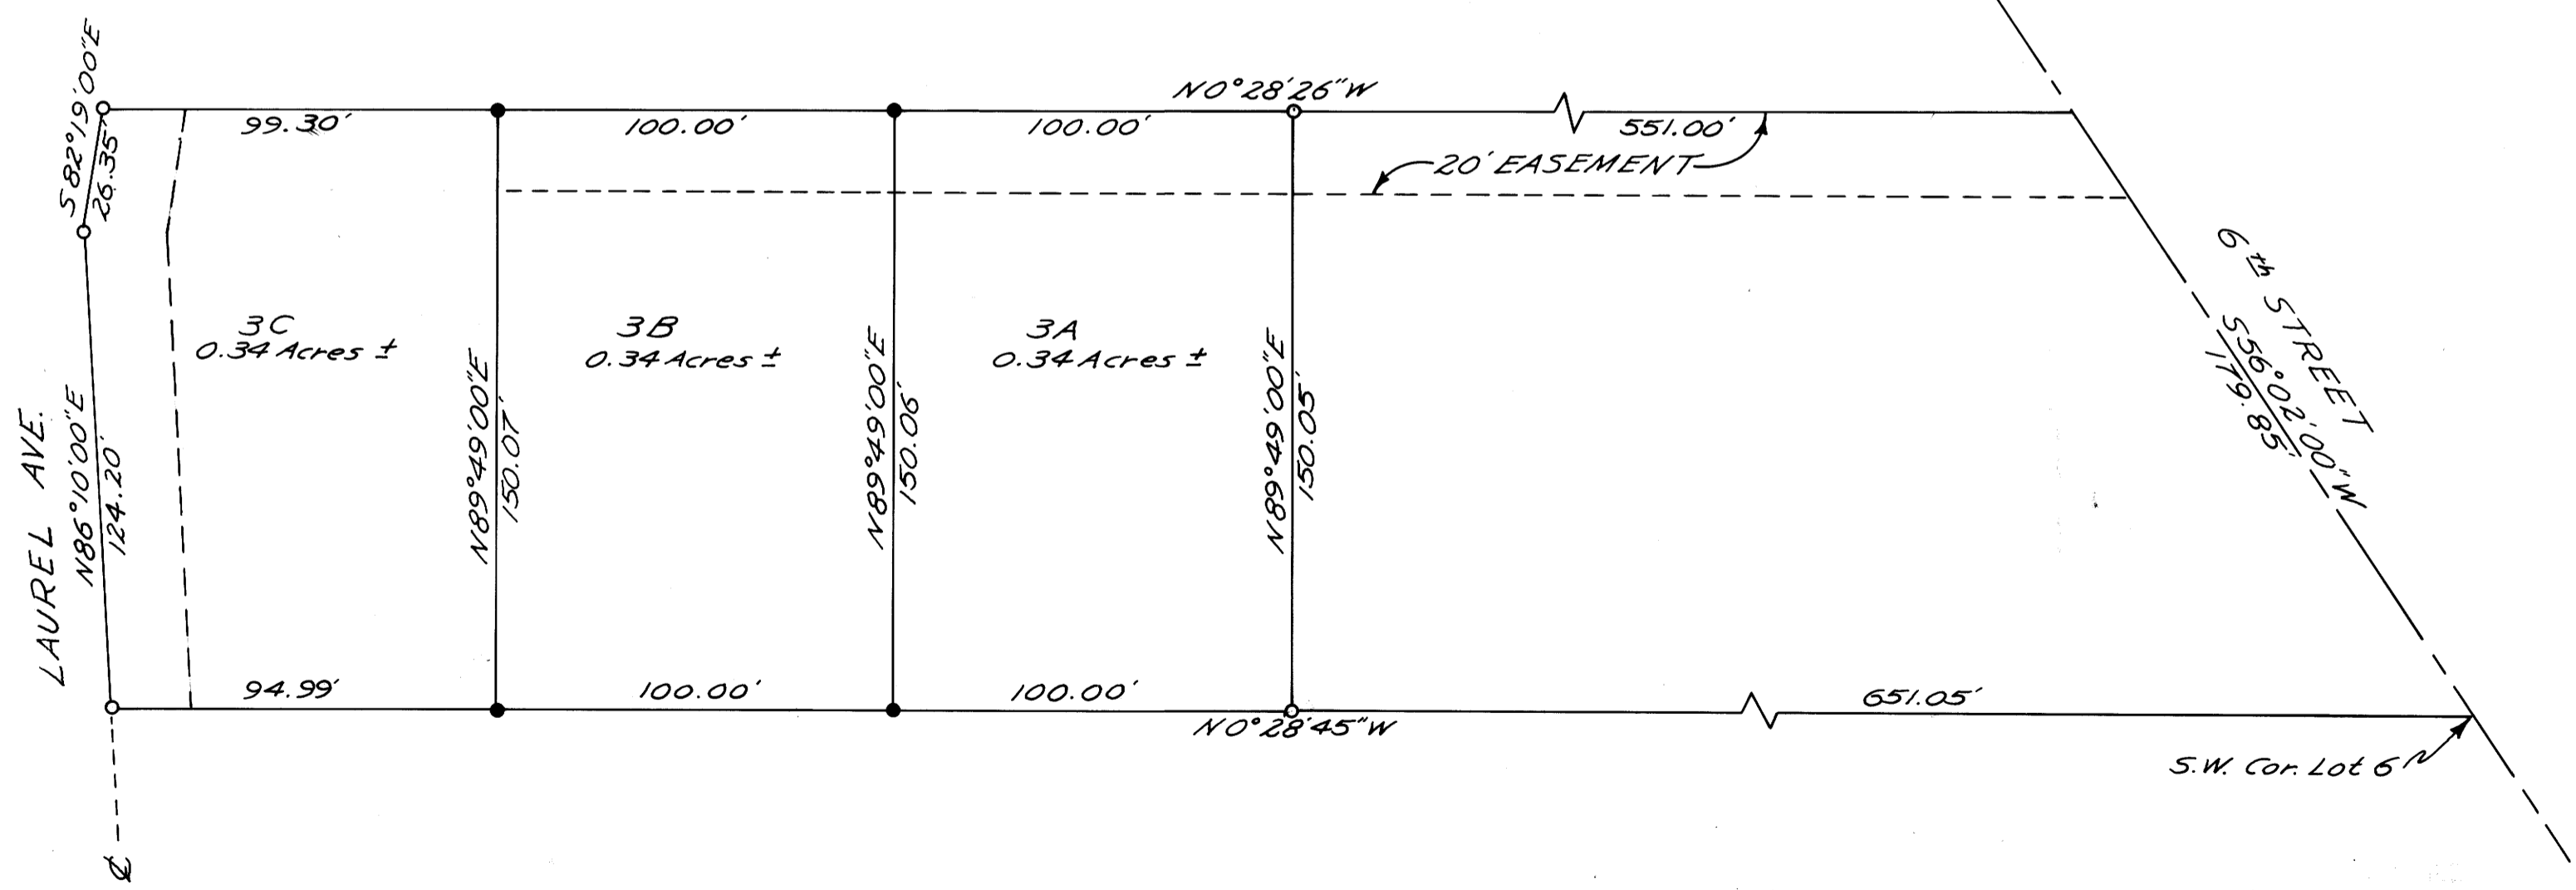 S82°19'00"E
26.35'
99.30'
100.00'
100.00'
N0°28'26"W
551.00'
20' EASEMENT
LAUREL AVE.
N86°10'00"E
124.20'
3C
0.34 Acres ±
N89°49'00"E
150.07'
3B
0.34 Acres ±
N89°49'00"E
150.06'
3A
0.34 Acres ±
N89°49'00"E
150.05'
6th STREET
S56°02'00"W
179.85'
94.99'
100.00'
100.00'
N0°28'45"W
651.05'
S.W. Cor. Lot 6
℄